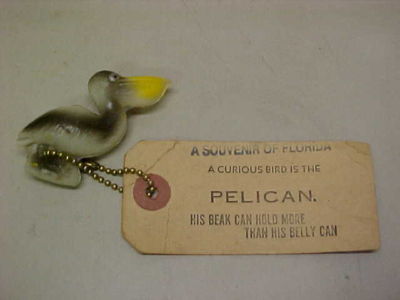 A SOUVENIR OF FLORIDA
A CURIOUS BIRD IS THE
PELICAN.
HIS BEAK CAN HOLD MORE
THAN HIS BELLY CAN